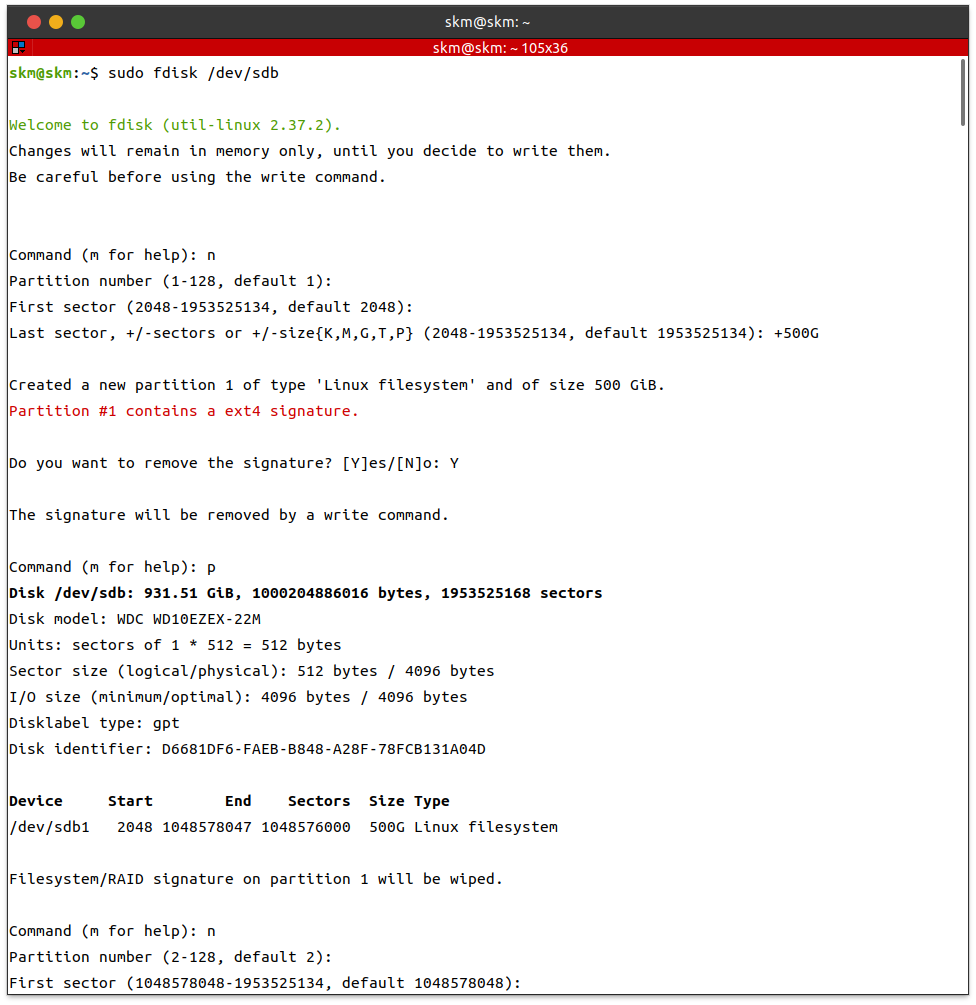 skm@skm: ~
skm@skm: ~ 105x36
skm@skm:~$ sudo fdisk /dev/sdb
Welcome to fdisk (util-linux 2.37.2).
Changes will remain in memory only, until you decide to write them.
Be careful before using the write command.
Command (m for help): n
Partition number (1-128, default 1):
First sector (2048-1953525134, default 2048):
Last sector, +/-sectors or +/-size{K,M,G,T,P} (2048-1953525134, default 1953525134): +500G
Created a new partition 1 of type 'Linux filesystem' and of size 500 GiB.
Partition #1 contains a ext4 signature.
Do you want to remove the signature? [Y]es/[N]o: Y
The signature will be removed by a write command.
Command (m for help): p
Disk /dev/sdb: 931.51 GiB, 1000204886016 bytes, 1953525168 sectors
Disk model: WDC WD10EZEX-22M
Units: sectors of 1 * 512 = 512 bytes
Sector size (logical/physical): 512 bytes / 4096 bytes
I/O size (minimum/optimal): 4096 bytes / 4096 bytes
Disklabel type: gpt
Disk identifier: D6681DF6-FAEB-B848-A28F-78FCB131A04D
Device     Start        End    Sectors  Size Type
/dev/sdb1   2048 1048578047 1048576000  500G Linux filesystem
Filesystem/RAID signature on partition 1 will be wiped.
Command (m for help): n
Partition number (2-128, default 2):
First sector (1048578048-1953525134, default 1048578048):